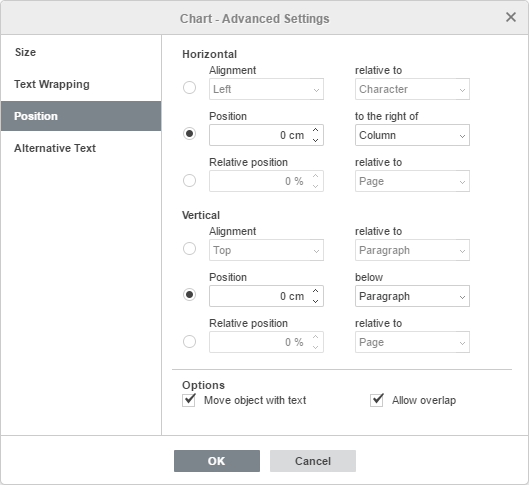 Chart - Advanced Settings
Size
Text Wrapping
Position
Alternative Text
Horizontal
Alignment relative to
Left Character
Position to the right of
0 cm Column
Relative position relative to
0 % Page
Vertical
Alignment relative to
Top Paragraph
Position below
0 cm Paragraph
Relative position relative to
0 % Page
Options
Move object with text Allow overlap
OK Cancel